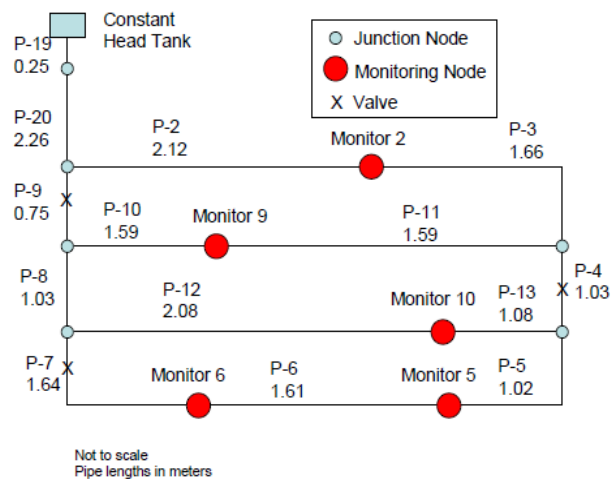 Constant
Head Tank
P-19
0.25
Junction Node
Monitoring Node
X Valve
P-20
2.26
P-2
2.12
Monitor 2
P-3
1.66
P-9
0.75
X
P-10
1.59
Monitor 9
P-11
1.59
P-8
1.03
P-12
2.08
Monitor 10
P-13
1.08
P-4
X 1.03
P-7
1.64
X
Monitor 6
P-6
1.61
Monitor 5
P-5
1.02
Not to scale
Pipe lengths in meters